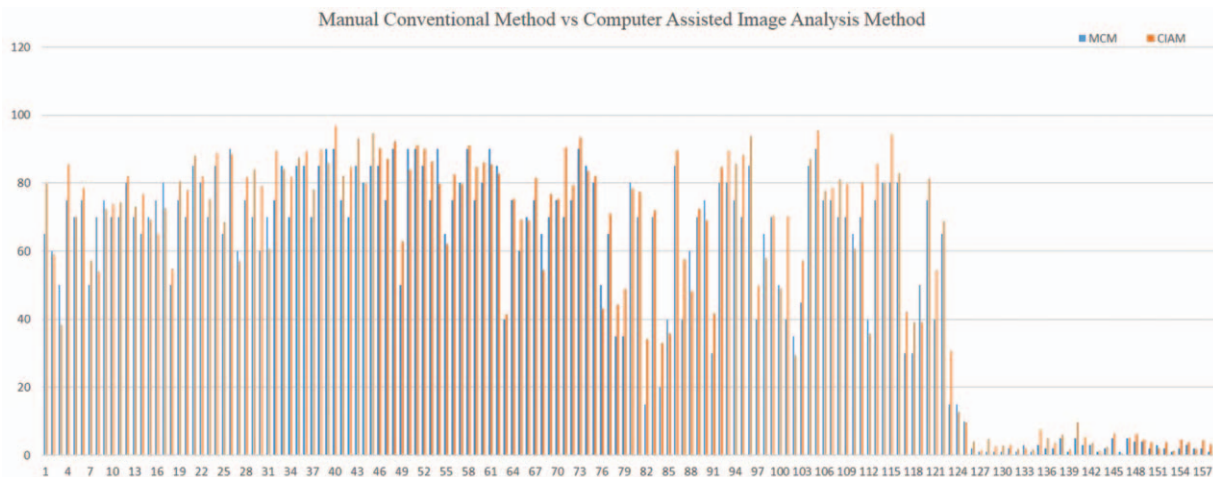 Manual Conventional Method vs Computer Assisted Image Analysis Method
MCM CIAM
120
100
80
60
40
20
0
1 4 7 10 13 16 19 22 25 28 31 34 37 40 43 46 49 52 55 58 61 64 67 70 73 76 79 82 85 88 91 94 97 100 103 106 109 112 115 118 121 124 127 130 133 136 139 142 145 148 151 154 157